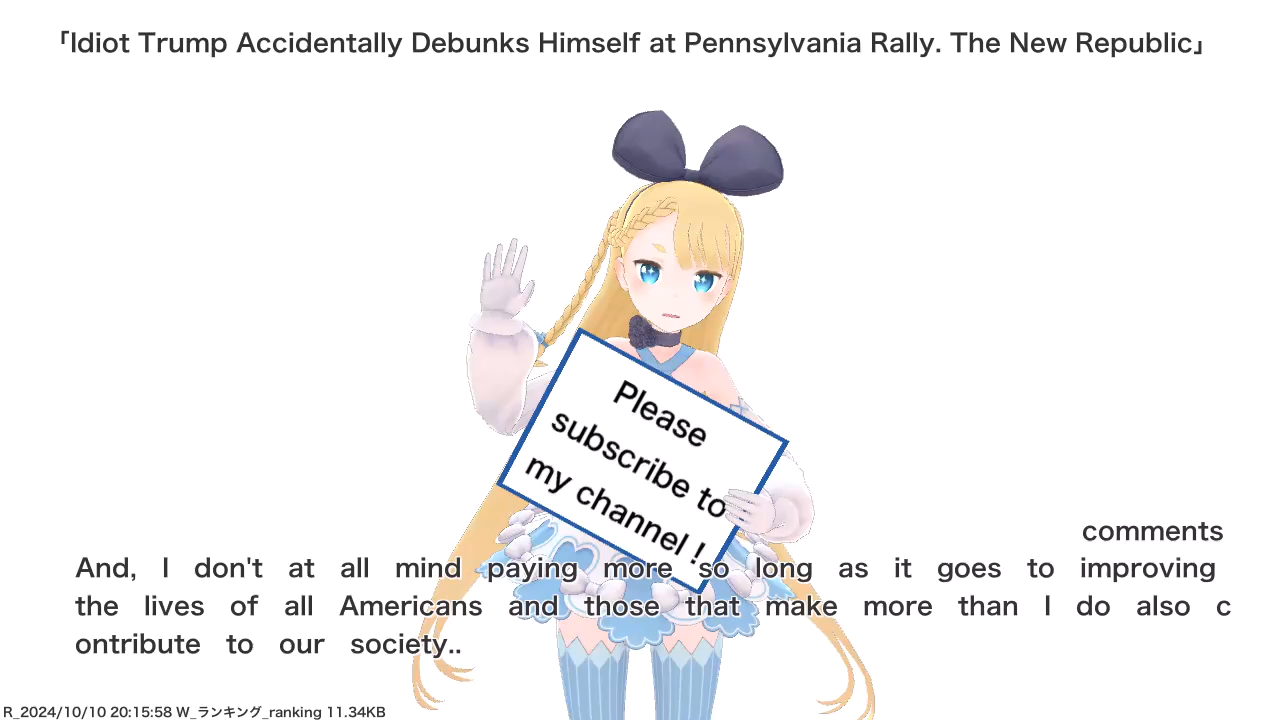 「Idiot Trump Accidentally Debunks Himself at Pennsylvania Rally. The New Republic」
Please
subscribe to
my channel !
comments
And, I don't at all mind paying more so long as it goes to improving
the lives of all Americans and those that make more than I do also c
ontribute to our society..
R_2024/10/10 20:15:58 W_ランキング_ranking 11.34KB